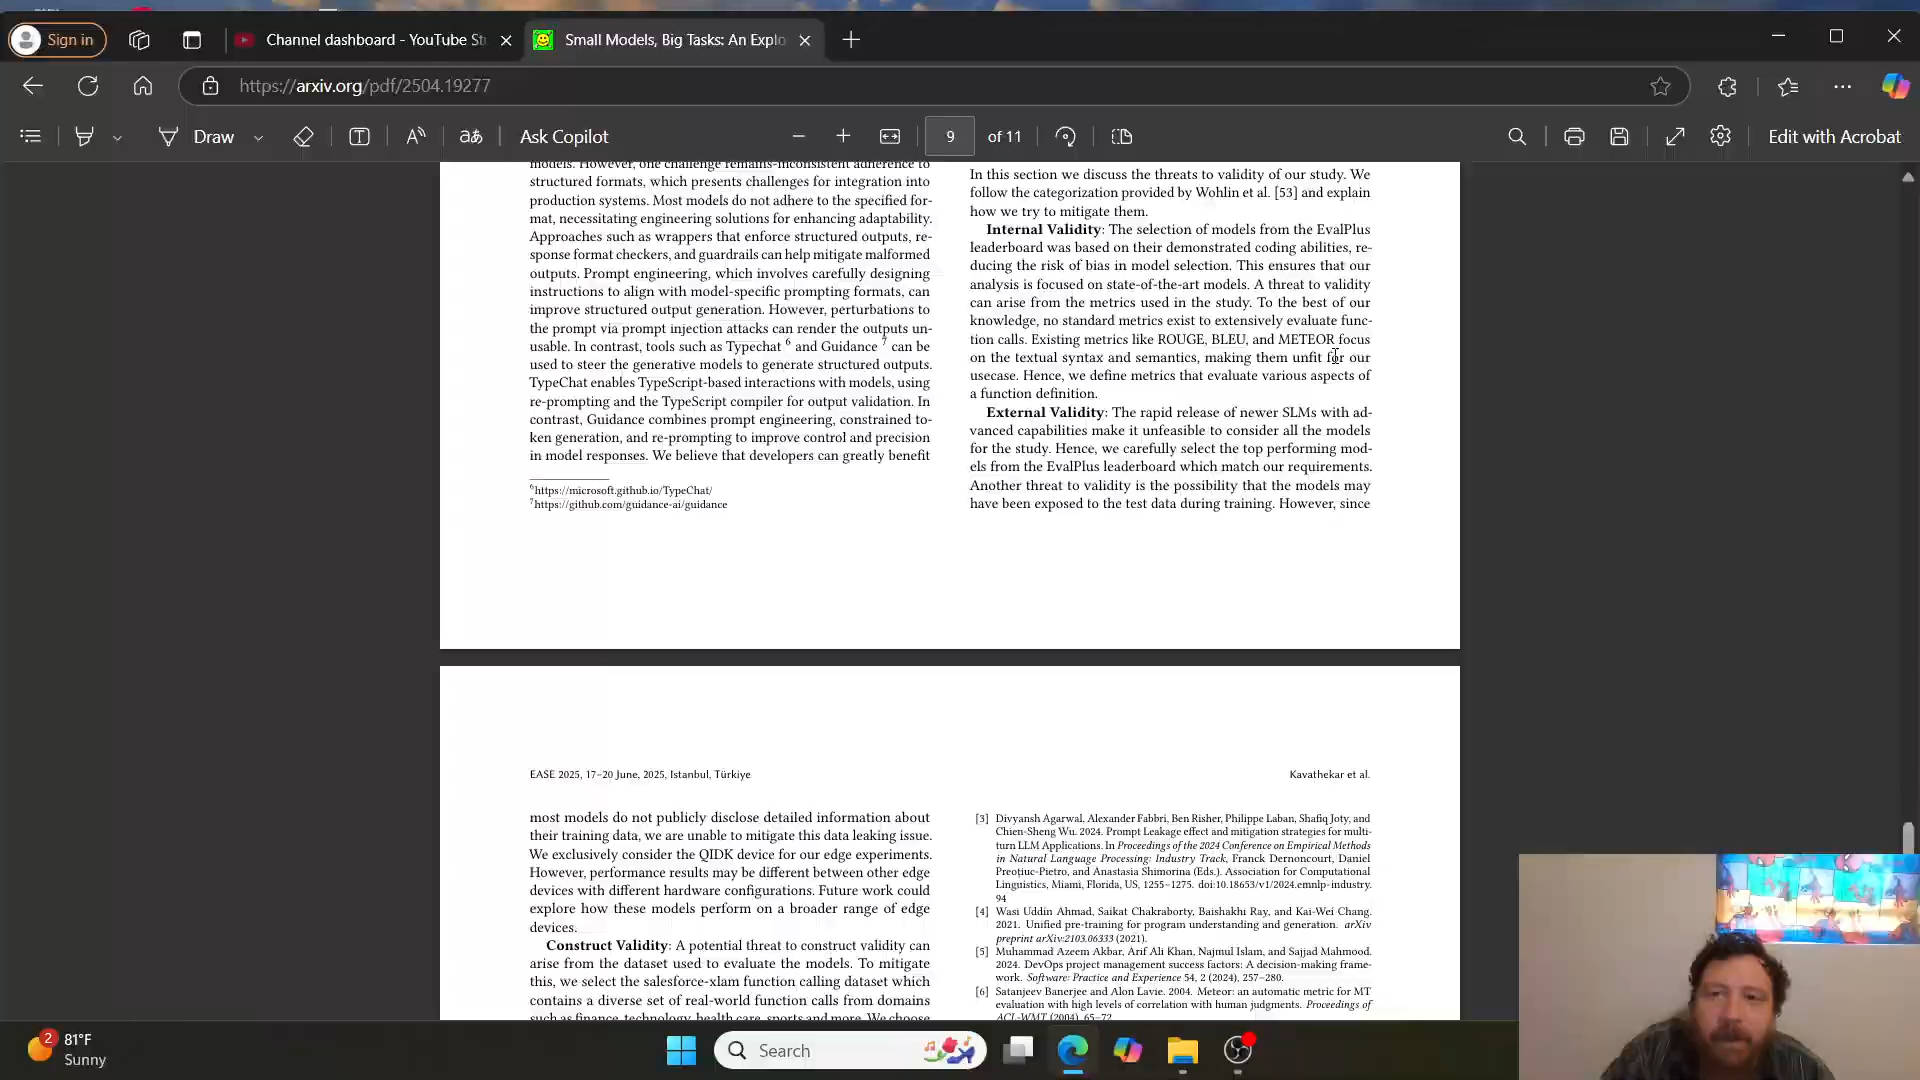 Sign in
Channel dashboard - YouTube St
Small Models, Big Tasks: An Explo
https://arxiv.org/pdf/2504.19277
Draw
Ask Copilot
9
of 11
Edit with Acrobat
models. However, one challenge remains-inconsistent adherence to
structured formats, which presents challenges for integration into
production systems. Most models do not adhere to the specified for-
mat, necessitating engineering solutions for enhancing adaptability.
Approaches such as wrappers that enforce structured outputs, re-
sponse format checkers, and guardrails can help mitigate malformed
outputs. Prompt engineering, which involves carefully designing
instructions to align with model-specific prompting formats, can
improve structured output generation. However, perturbations to
the prompt via prompt injection attacks can render the outputs un-
usable. In contrast, tools such as Typechat 6 and Guidance 7 can be
used to steer the generative models to generate structured outputs.
TypeChat enables TypeScript-based interactions with models, using
re-prompting and the TypeScript compiler for output validation. In
contrast, Guidance combines prompt engineering, constrained to-
ken generation, and re-prompting to improve control and precision
in model responses. We believe that developers can greatly benefit
6https://microsoft.github.io/TypeChat/
7https://github.com/guidance-ai/guidance
In this section we discuss the threats to validity of our study. We
follow the categorization provided by Wohlin et al. [53] and explain
how we try to mitigate them.
Internal Validity: The selection of models from the EvalPlus
leaderboard was based on their demonstrated coding abilities, re-
ducing the risk of bias in model selection. This ensures that our
analysis is focused on state-of-the-art models. A threat to validity
can arise from the metrics used in the study. To the best of our
knowledge, no standard metrics exist to extensively evaluate func-
tion calls. Existing metrics like ROUGE, BLEU, and METEOR focus
on the textual syntax and semantics, making them unfit for our
usecase. Hence, we define metrics that evaluate various aspects of
a function definition.
External Validity: The rapid release of newer SLMs with ad-
vanced capabilities make it unfeasible to consider all the models
for the study. Hence, we carefully select the top performing mod-
els from the EvalPlus leaderboard which match our requirements.
Another threat to validity is the possibility that the models may
have been exposed to the test data during training. However, since
EASE 2025, 17–20 June, 2025, Istanbul, Türkiye
Kavathekar et al.
most models do not publicly disclose detailed information about
their training data, we are unable to mitigate this data leaking issue.
We exclusively consider the QIDK device for our edge experiments.
However, performance results may be different between other edge
devices with different hardware configurations. Future work could
explore how these models perform on a broader range of edge
devices.
Construct Validity: A potential threat to construct validity can
arise from the dataset used to evaluate the models. To mitigate
this, we select the salesforce-xlam function calling dataset which
contains a diverse set of real-world function calls from domains
such as finance, technology, health care, sports and more. We choose
[3] Divyansh Agarwal, Alexander Fabbri, Ben Risher, Philippe Laban, Shafiq Joty, and
Chien-Sheng Wu. 2024. Prompt Leakage effect and mitigation strategies for multi-
turn LLM Applications. In Proceedings of the 2024 Conference on Empirical Methods
in Natural Language Processing: Industry Track, Franck Dernoncourt, Daniel
Preoțiuc-Pietro, and Anastasia Shimorina (Eds.). Association for Computational
Linguistics, Miami, Florida, US, 1255–1275. doi:10.18653/v1/2024.emnlp-industry.
94
[4] Wasi Uddin Ahmad, Saikat Chakraborty, Baishakhi Ray, and Kai-Wei Chang.
2021. Unified pre-training for program understanding and generation. arXiv
preprint arXiv:2103.06333 (2021).
[5] Muhammad Azeem Akbar, Arif Ali Khan, Najmul Islam, and Sajjad Mahmood.
2024. DevOps project management success factors: A decision-making frame-
work. Software: Practice and Experience 54, 2 (2024), 257–280.
[6] Satanjeev Banerjee and Alon Lavie. 2004. Meteor: an automatic metric for MT
evaluation with high levels of correlation with human judgments. Proceedings of
ACL-WMT (2004), 65–72.
2
81°F
Sunny
Search